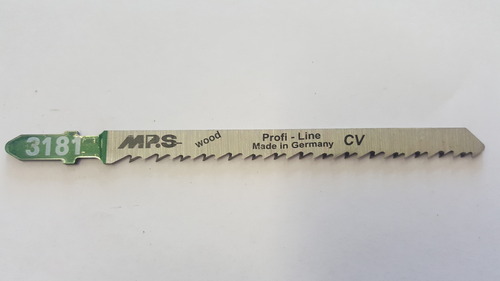 3181
MPS wood
Profi - Line
Made in Germany
CV